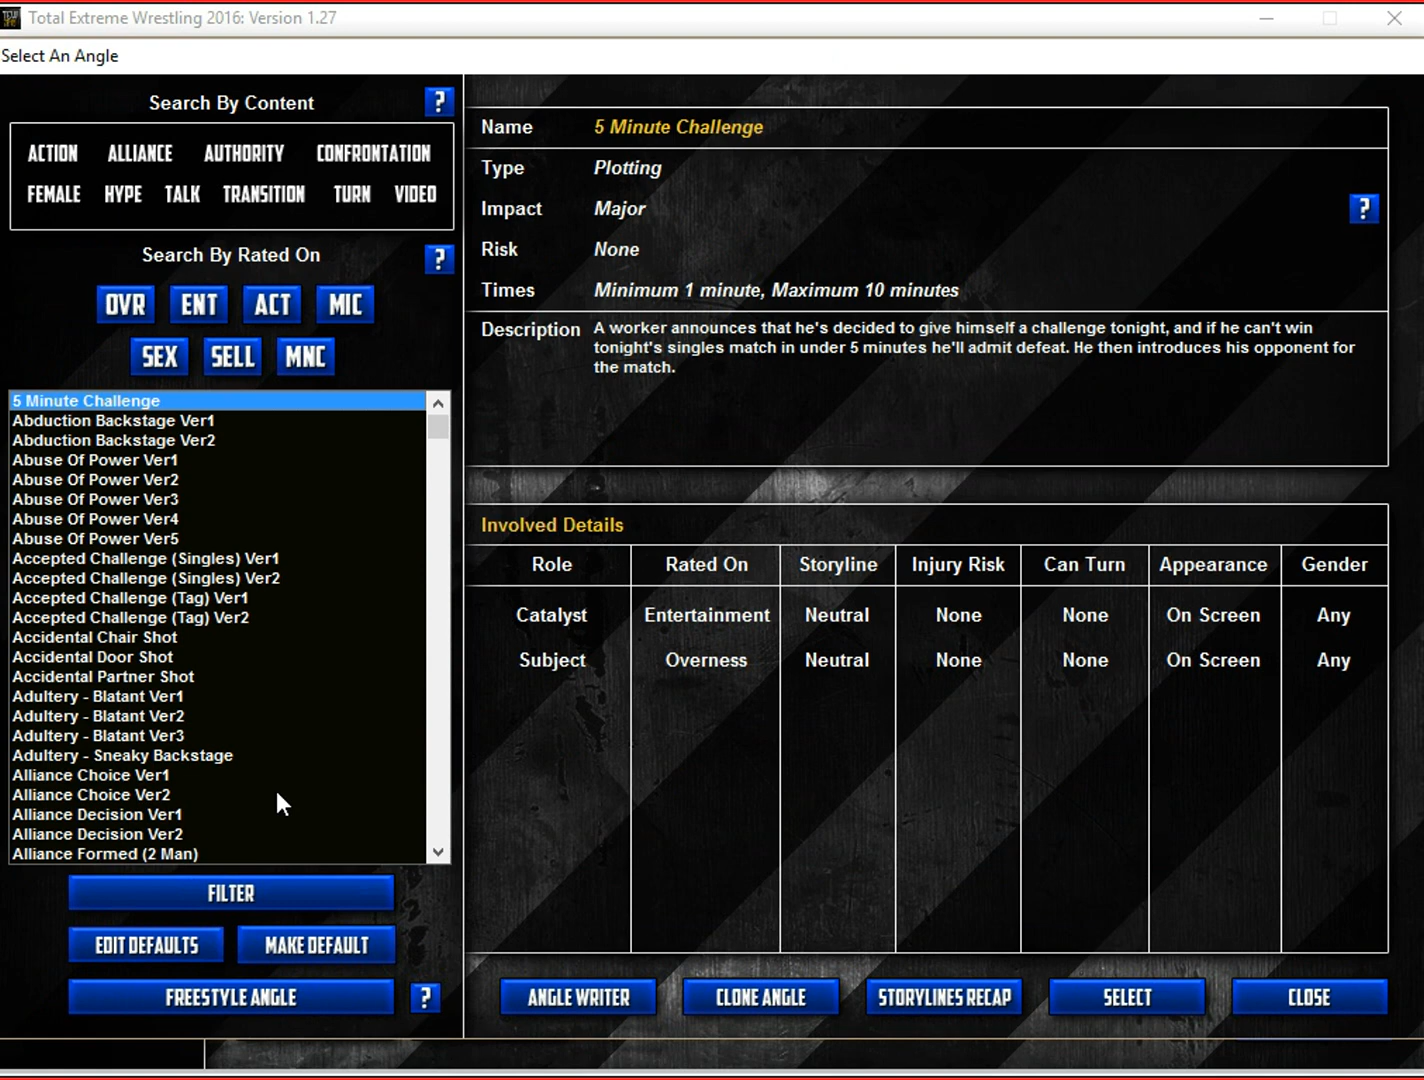 Total Extreme Wrestling 2016: Version 1.27
Select An Angle
Search By Content
?
ACTION ALLIANCE AUTHORITY CONFRONTATION
FEMALE HYPE TALK TRANSITION TURN VIDEO
Search By Rated On
?
OVR ENT ACT MIC
SEX SELL MNC
5 Minute Challenge
Abduction Backstage Ver1
Abduction Backstage Ver2
Abuse Of Power Ver1
Abuse Of Power Ver2
Abuse Of Power Ver3
Abuse Of Power Ver4
Abuse Of Power Ver5
Accepted Challenge (Singles) Ver1
Accepted Challenge (Singles) Ver2
Accepted Challenge (Tag) Ver1
Accepted Challenge (Tag) Ver2
Accidental Chair Shot
Accidental Door Shot
Accidental Partner Shot
Adultery - Blatant Ver1
Adultery - Blatant Ver2
Adultery - Blatant Ver3
Adultery - Sneaky Backstage
Alliance Choice Ver1
Alliance Choice Ver2
Alliance Decision Ver1
Alliance Decision Ver2
Alliance Formed (2 Man)
FILTER
EDIT DEFAULTS MAKE DEFAULT
FREESTYLE ANGLE ?
Name 5 Minute Challenge
Type Plotting
Impact Major ?
Risk None
Times Minimum 1 minute, Maximum 10 minutes
Description A worker announces that he's decided to give himself a challenge tonight, and if he can't win
tonight's singles match in under 5 minutes he'll admit defeat. He then introduces his opponent for
the match.
Involved Details
Role Rated On Storyline Injury Risk Can Turn Appearance Gender
Catalyst Entertainment Neutral None None On Screen Any
Subject Overness Neutral None None On Screen Any
ANGLE WRITER CLONE ANGLE STORYLINES RECAP SELECT CLOSE